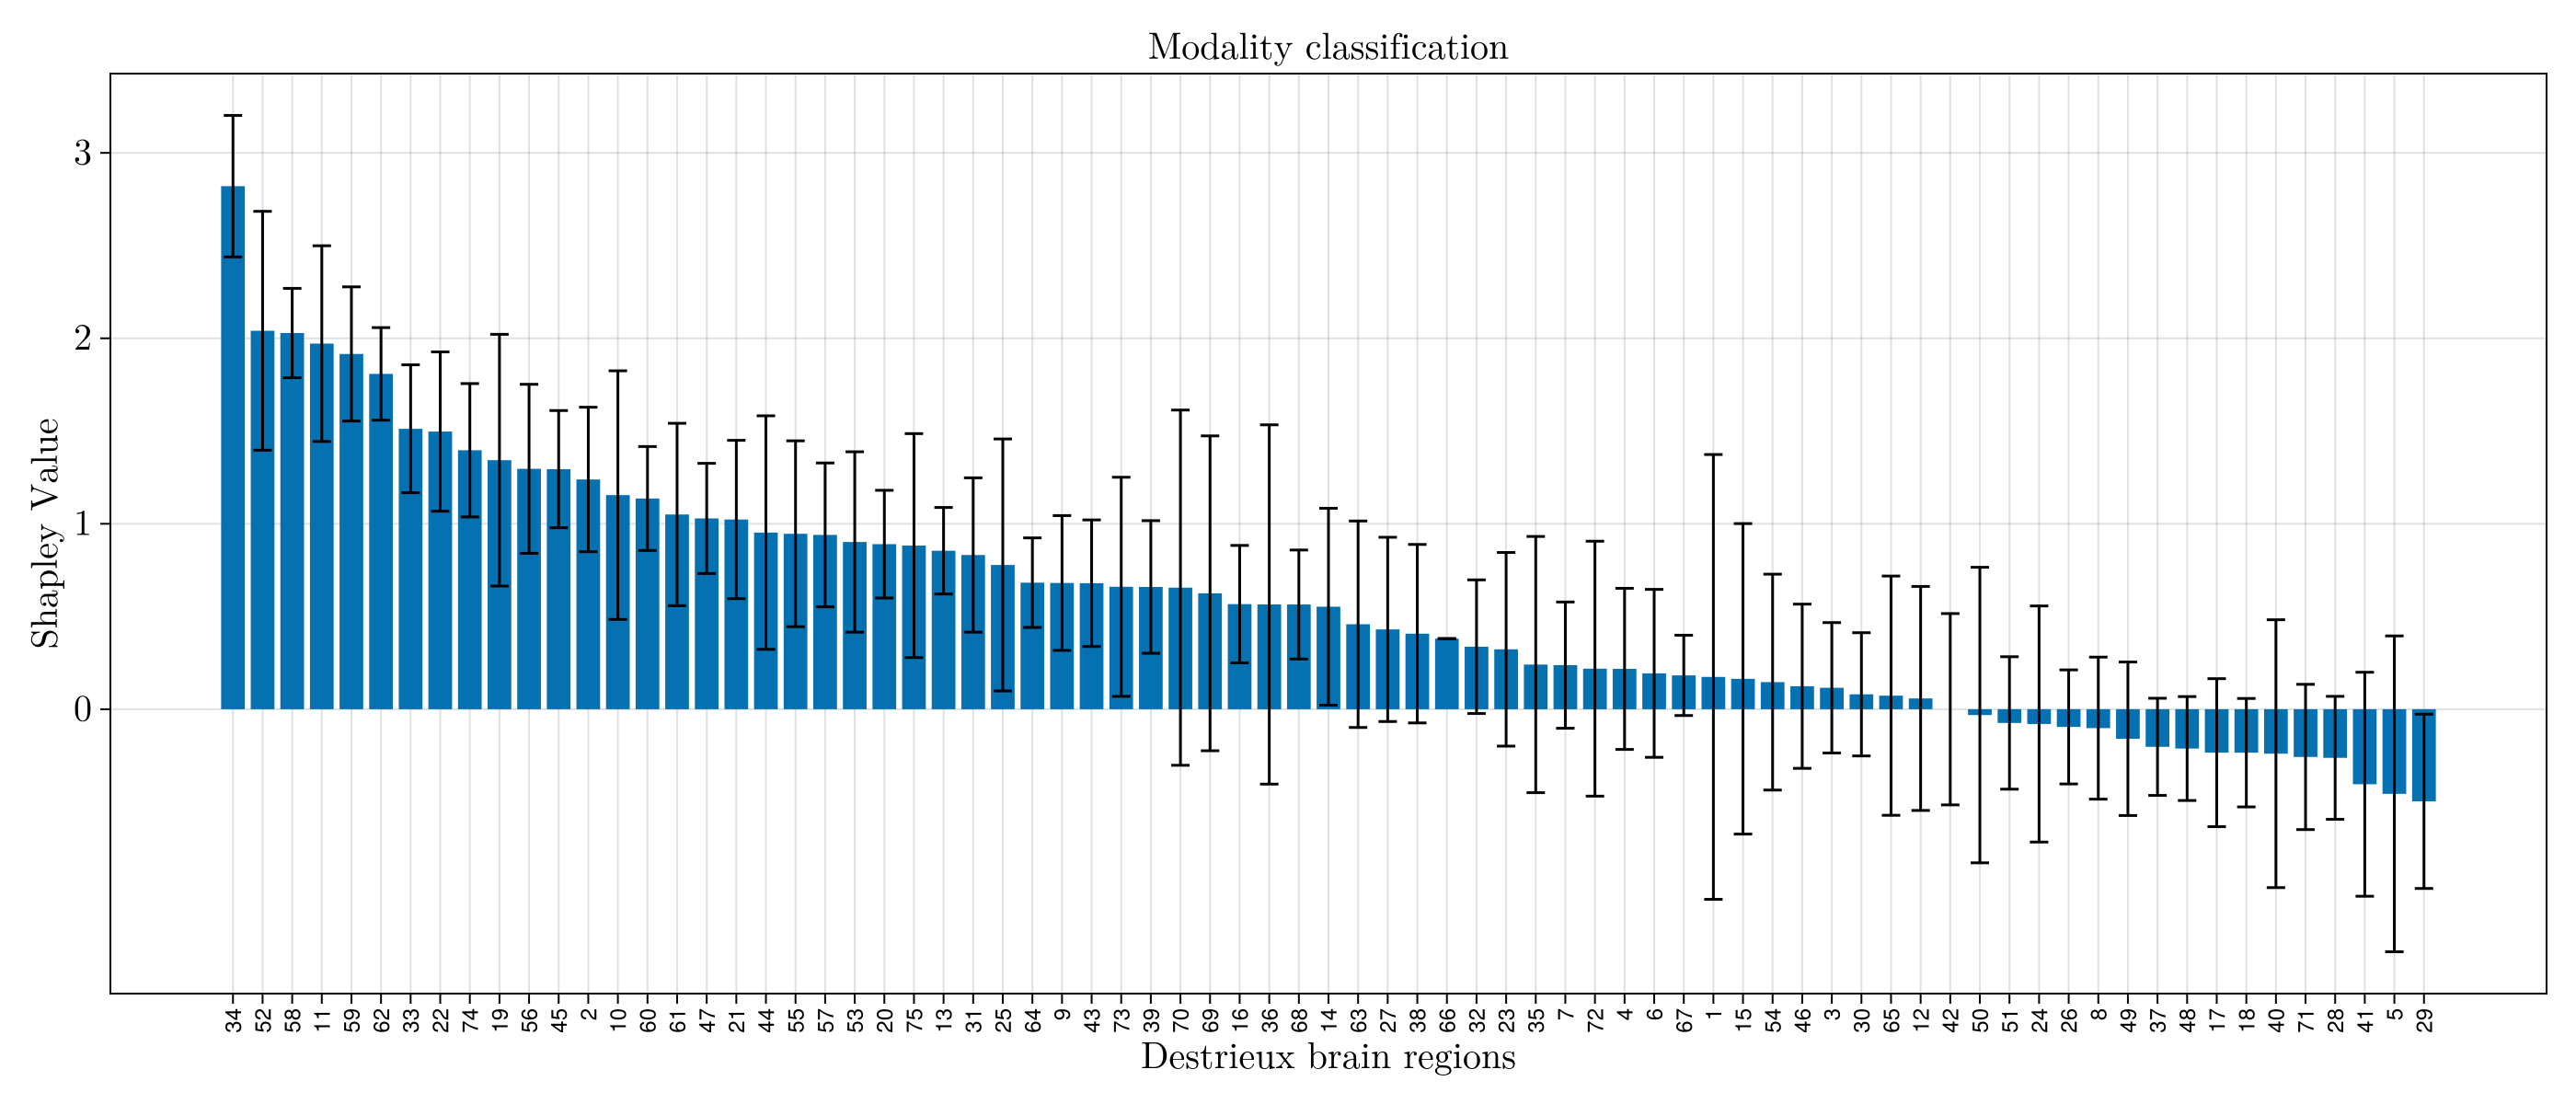 Modality classification
Shapley Value
3
2
1
0
34 52 58 11 59 62 33 22 74 19 56 45 2 10 60 61 47 21 44 55 57 53 20 75 13 31 25 64 9 43 73 39 70 69 16 36 68 14 63 27 38 66 32 23 35 7 72 4 6 67 1 15 54 46 3 30 65 12 42 50 51 24 26 8 49 37 48 17 18 40 71 28 41 5 29
Destrieux brain regions